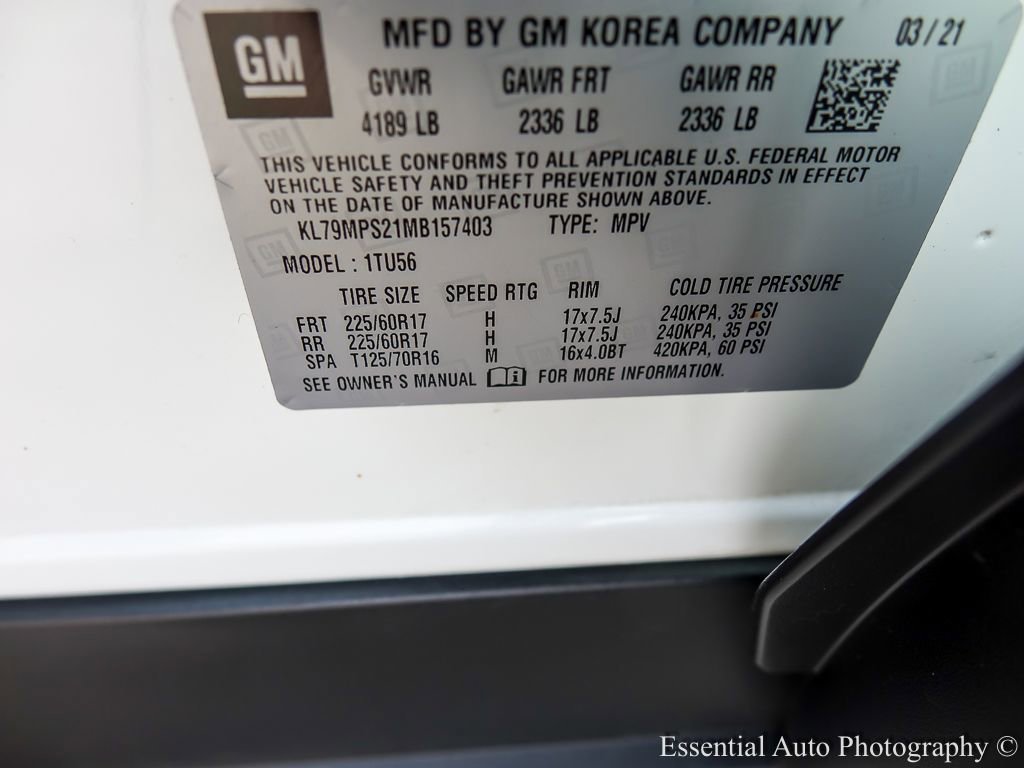 GM MFD BY GM KOREA COMPANY 03/21
GVWR GAWR FRT GAWR RR
4189 LB 2336 LB 2336 LB
THIS VEHICLE CONFORMS TO ALL APPLICABLE U.S. FEDERAL MOTOR
VEHICLE SAFETY AND THEFT PREVENTION STANDARDS IN EFFECT
ON THE DATE OF MANUFACTURE SHOWN ABOVE.
KL79MPS21MB157403 TYPE: MPV
MODEL : 1TU56
TIRE SIZE SPEED RTG RIM COLD TIRE PRESSURE
FRT 225/60R17 H 17x7.5J 240KPA, 35 PSI
RR 225/60R17 H 17x7.5J 240KPA, 35 PSI
SPA T125/70R16 M 16x4.0BT 420KPA, 60 PSI
SEE OWNER'S MANUAL FOR MORE INFORMATION.
Essential Auto Photography ©